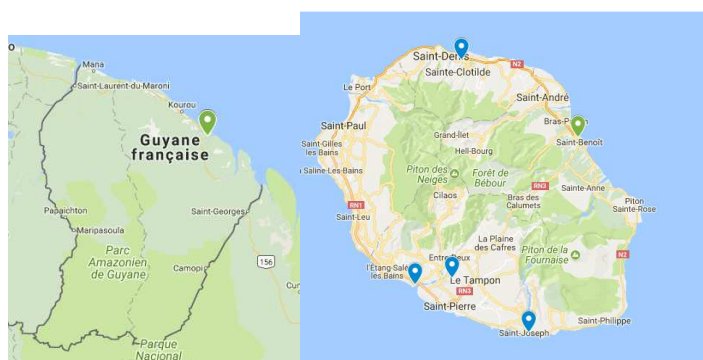 Mana
Saint-Laurent-du-Maroni
Kourou
Guyane
française
Papaichton
Maripasoula
Saint-Georges
Parc
Amazonien
de Guyane
Camopi
156
Parque
Nacional
Saint-Denis
Sainte-Clotilde
N2
Le Port
Saint-André
Saint-Paul
Grand-Îlet
Saint-Benoît
Saint-Gilles
les Bains
Hell-Bourg
Piton des
Neiges
Forêt de
Bébour
Cilaos
RN3
Sainte-Anne
Bras des
Calumets
Piton
Sainte-Rose
RN1
Saint-Leu
La Plaine
des Cafres
N2
Piton de la
Fournaise
les Bains
Le Tampon
RN3
Saint-Pierre
Saint-Joseph
Saint-Philippe